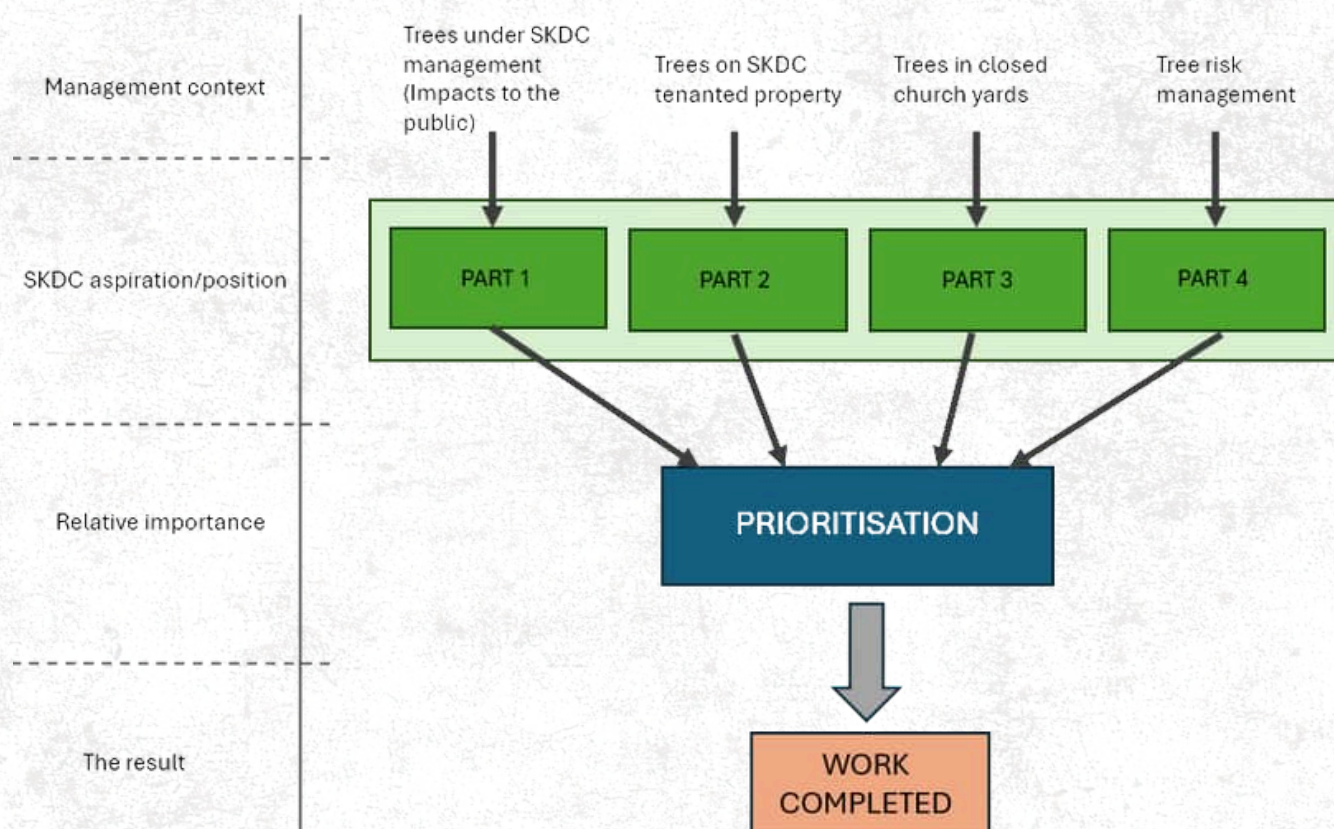 Management context
Trees under SKDC
management
(Impacts to the
public)
Trees on SKDC
tenanted property
Trees in closed
church yards
Tree risk
management
SKDC aspiration/position
PART 1
PART 2
PART 3
PART 4
Relative importance
PRIORITISATION
The result
WORK
COMPLETED